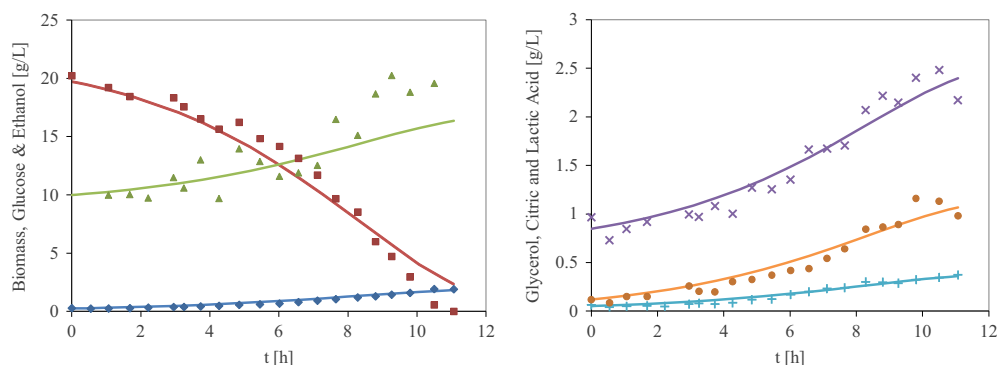 Biomass, Glucose & Ethanol [g/L]
25
20
15
10
5
0
0 2 4 6 8 10 12
t [h]
Glycerol, Citric and Lactic Acid [g/L]
3
2.5
2
1.5
1
0.5
0
0 2 4 6 8 10 12
t [h]